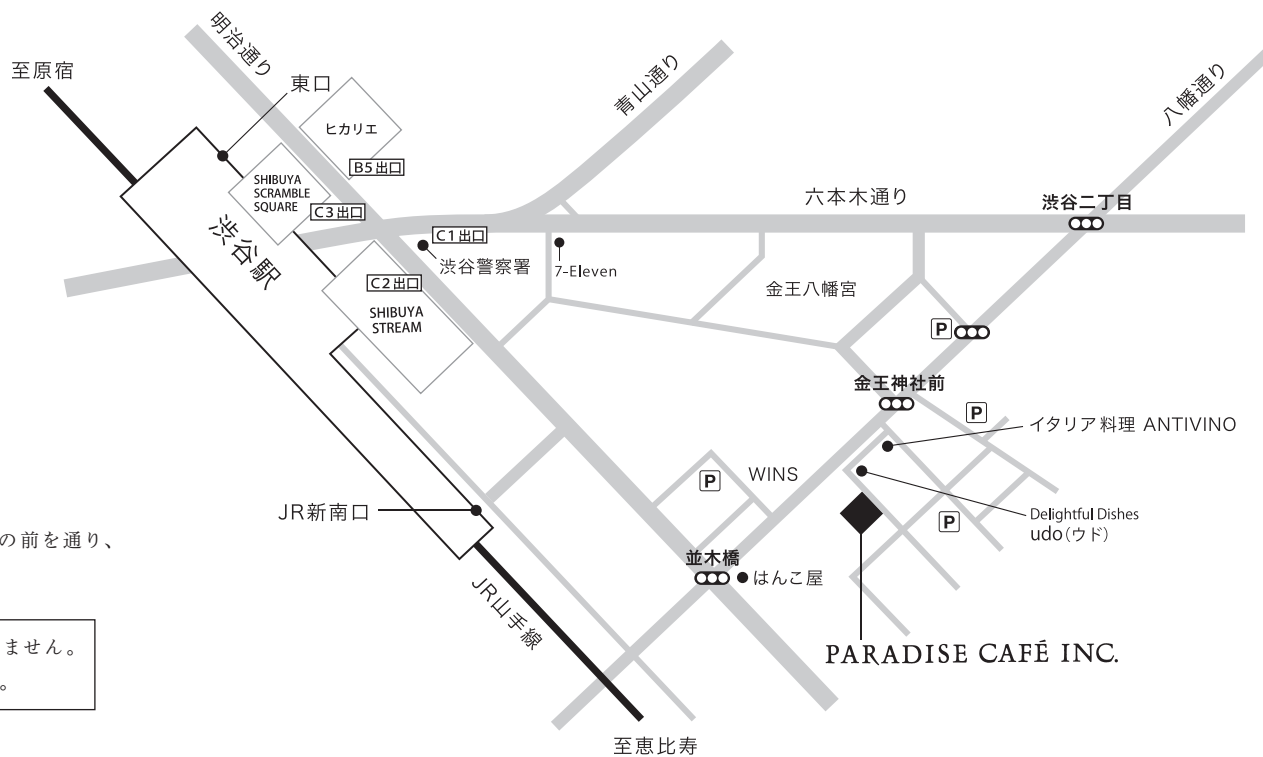 明治通り
至原宿
東口
ヒカリエ
B5出口
青山通り
八幡通り
SHIBUYA
SCRAMBLE
SQUARE
C3出口
六本木通り
渋谷二丁目
渋谷駅
C1出口
渋谷警察署
7-Eleven
C2出口
SHIBUYA
STREAM
金王八幡宮
P
金王神社前
P
イタリア料理 ANTIVINO
P
WINS
JR新南口
P
Delightful Dishes
udo(ウド)
の前を通り、
並木橋
はんこ屋
JR山手線
ません。
。
PARADISE CAFÉ INC.
至恵比寿